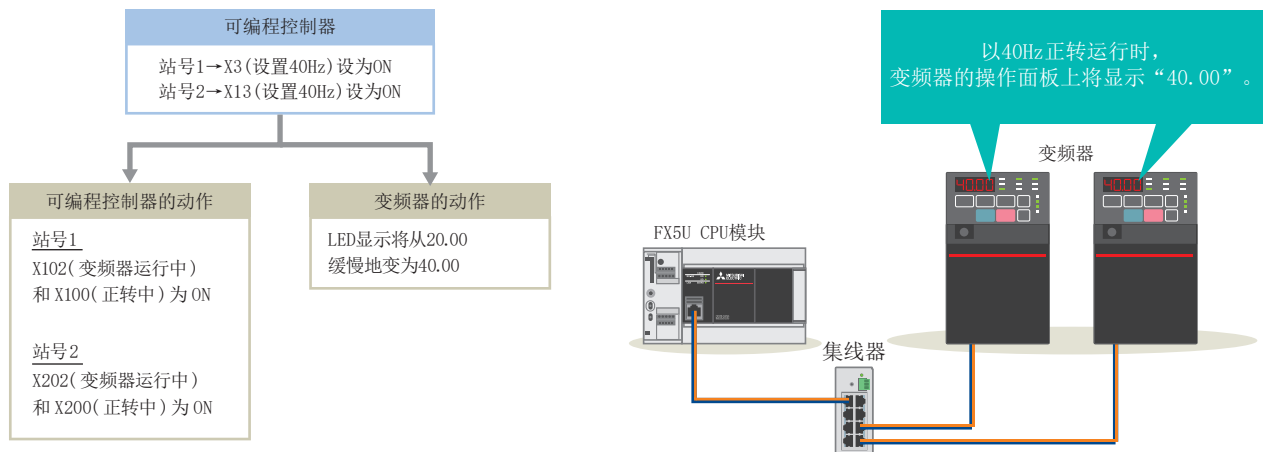 可编程控制器
站号1→X3(设置40Hz)设为ON
站号2→X13(设置40Hz)设为ON
可编程控制器的动作
站号1
X102(变频器运行中)
和X100(正转中)为ON
站号2
X202(变频器运行中)
和X200(正转中)为ON
变频器的动作
LED显示将从20.00
缓慢地变为40.00
以40Hz正转运行时，
变频器的操作面板上将显示“40.00”。
变频器
40.00
40.00
FX5U CPU模块
MITSUBISHI
ELECTRIC
集线器